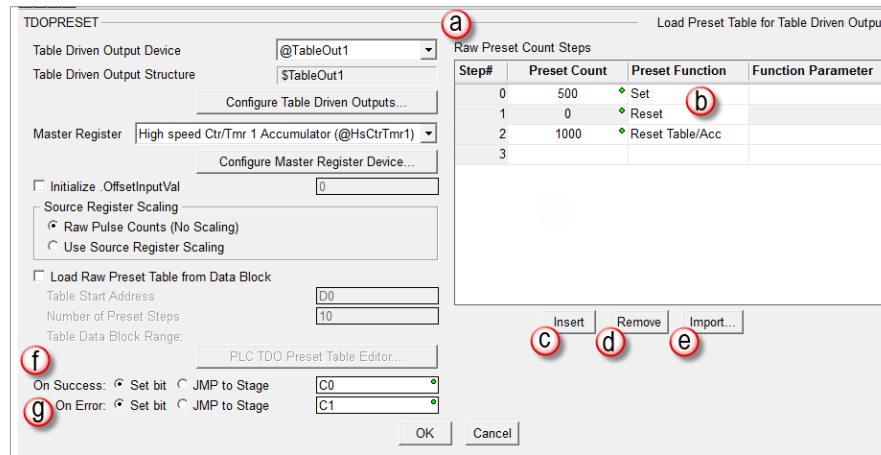 TDOPRESET
a
Load Preset Table for Table Driven Outpu
Table Driven Output Device @TableOut1
Table Driven Output Structure $TableOut1
Configure Table Driven Outputs...
Master Register High speed Ctr/Tmr 1 Accumulator (@HsCtrTmr1)
Configure Master Register Device...
Initialize .OffsetInputVal 0
Source Register Scaling
Raw Pulse Counts (No Scaling)
Use Source Register Scaling
Load Raw Preset Table from Data Block
Table Start Address D0
Number of Preset Steps 10
Table Data Block Range:
PLC TDO Preset Table Editor...
f
On Success: Set bit JMP to Stage C0
g
On Error: Set bit JMP to Stage C1
Raw Preset Count Steps
Step# Preset Count Preset Function Function Parameter
0 500 Set
b
1 0 Reset
2 1000 Reset Table/Acc
3
Insert Remove Import...
c d e
OK Cancel